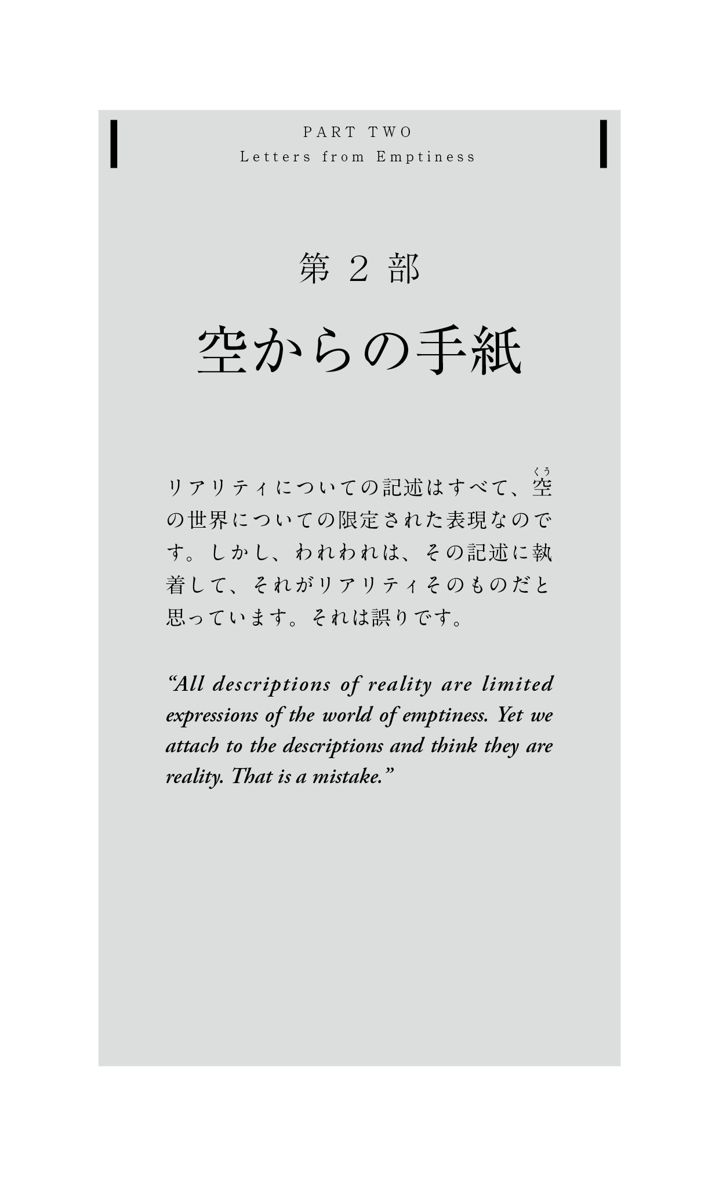 PART TWO
Letters from Emptiness
第2部
空からの手紙
くう
リアリティについての記述はすべて、空
の世界についての限定された表現なので
す。しかし、われわれは、その記述に執
着して、それがリアリティそのものだと
思っています。それは誤りです。
“All descriptions of reality are limited
expressions of the world of emptiness. Yet we
attach to the descriptions and think they are
reality. That is a mistake.”